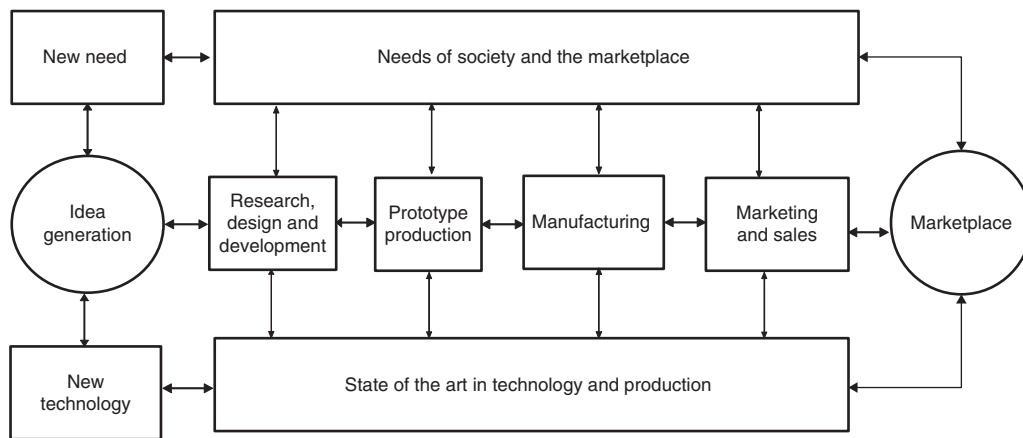 New need
Needs of society and the marketplace
Idea
generation
Research,
design and
development
Prototype
production
Manufacturing
Marketing
and sales
Marketplace
New
technology
State of the art in technology and production